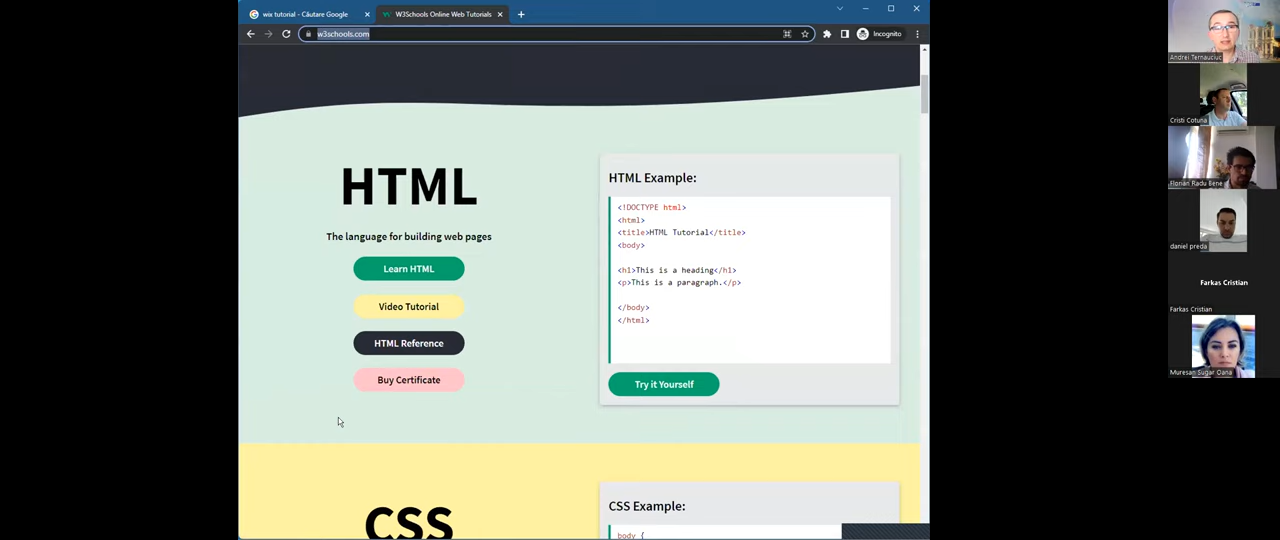 wix tutorial - Căutare Google
W3Schools Online Web Tutorials
w3schools.com
Incognito
HTML
The language for building web pages
Learn HTML
Video Tutorial
HTML Reference
Buy Certificate
HTML Example:
<!DOCTYPE html>
<html>
<title>HTML Tutorial</title>
<body>
<h1>This is a heading</h1>
<p>This is a paragraph.</p>
</body>
</html>
Try it Yourself
CSS
CSS Example:
body {
Andrei Ternauciuc
Cristi Cotuna
Florian Radu Bene
daniel preda
Farkas Cristian
Farkas Cristian
Muresan Sugar Oana